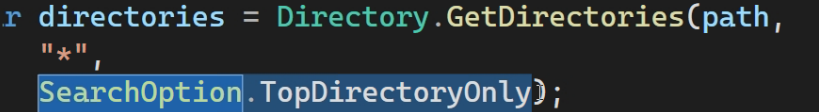 r directories = Directory.GetDirectories(path,
"*",
SearchOption.TopDirectoryOnly);